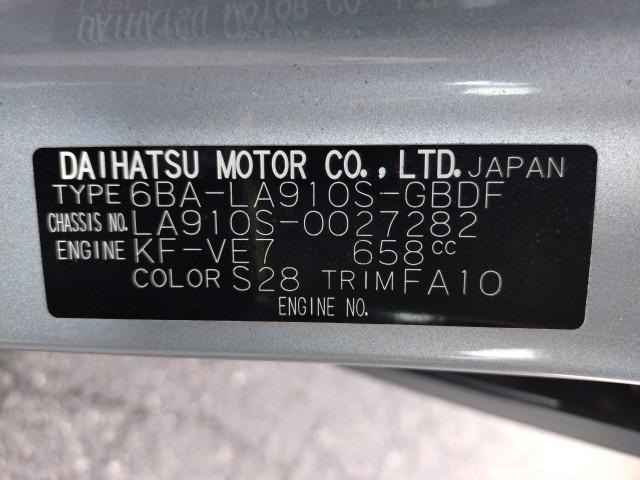 DAIHATSU MOTOR CO., LTD. JAPAN
TYPE 6BA-LA910S-GBDF
CHASSIS NO. LA910S-0027282
ENGINE KF-VE7 658CC
COLOR S28 TRIM FA10
ENGINE NO.